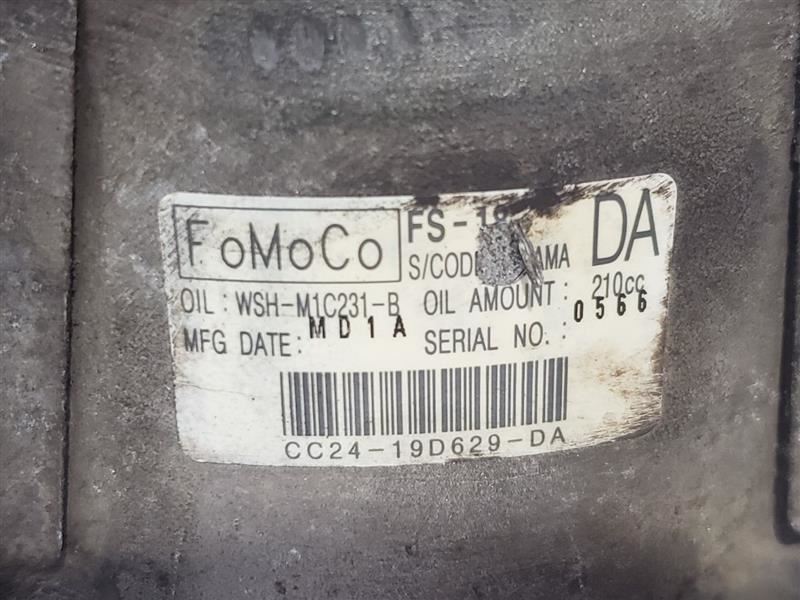 FoMoCo
FS-18
DA
S/CODE AMA
OIL : WSH-M1C231-B OIL AMOUNT : 210cc
MFG DATE: MD1A SERIAL NO. : 0566
CC24-19D629-DA